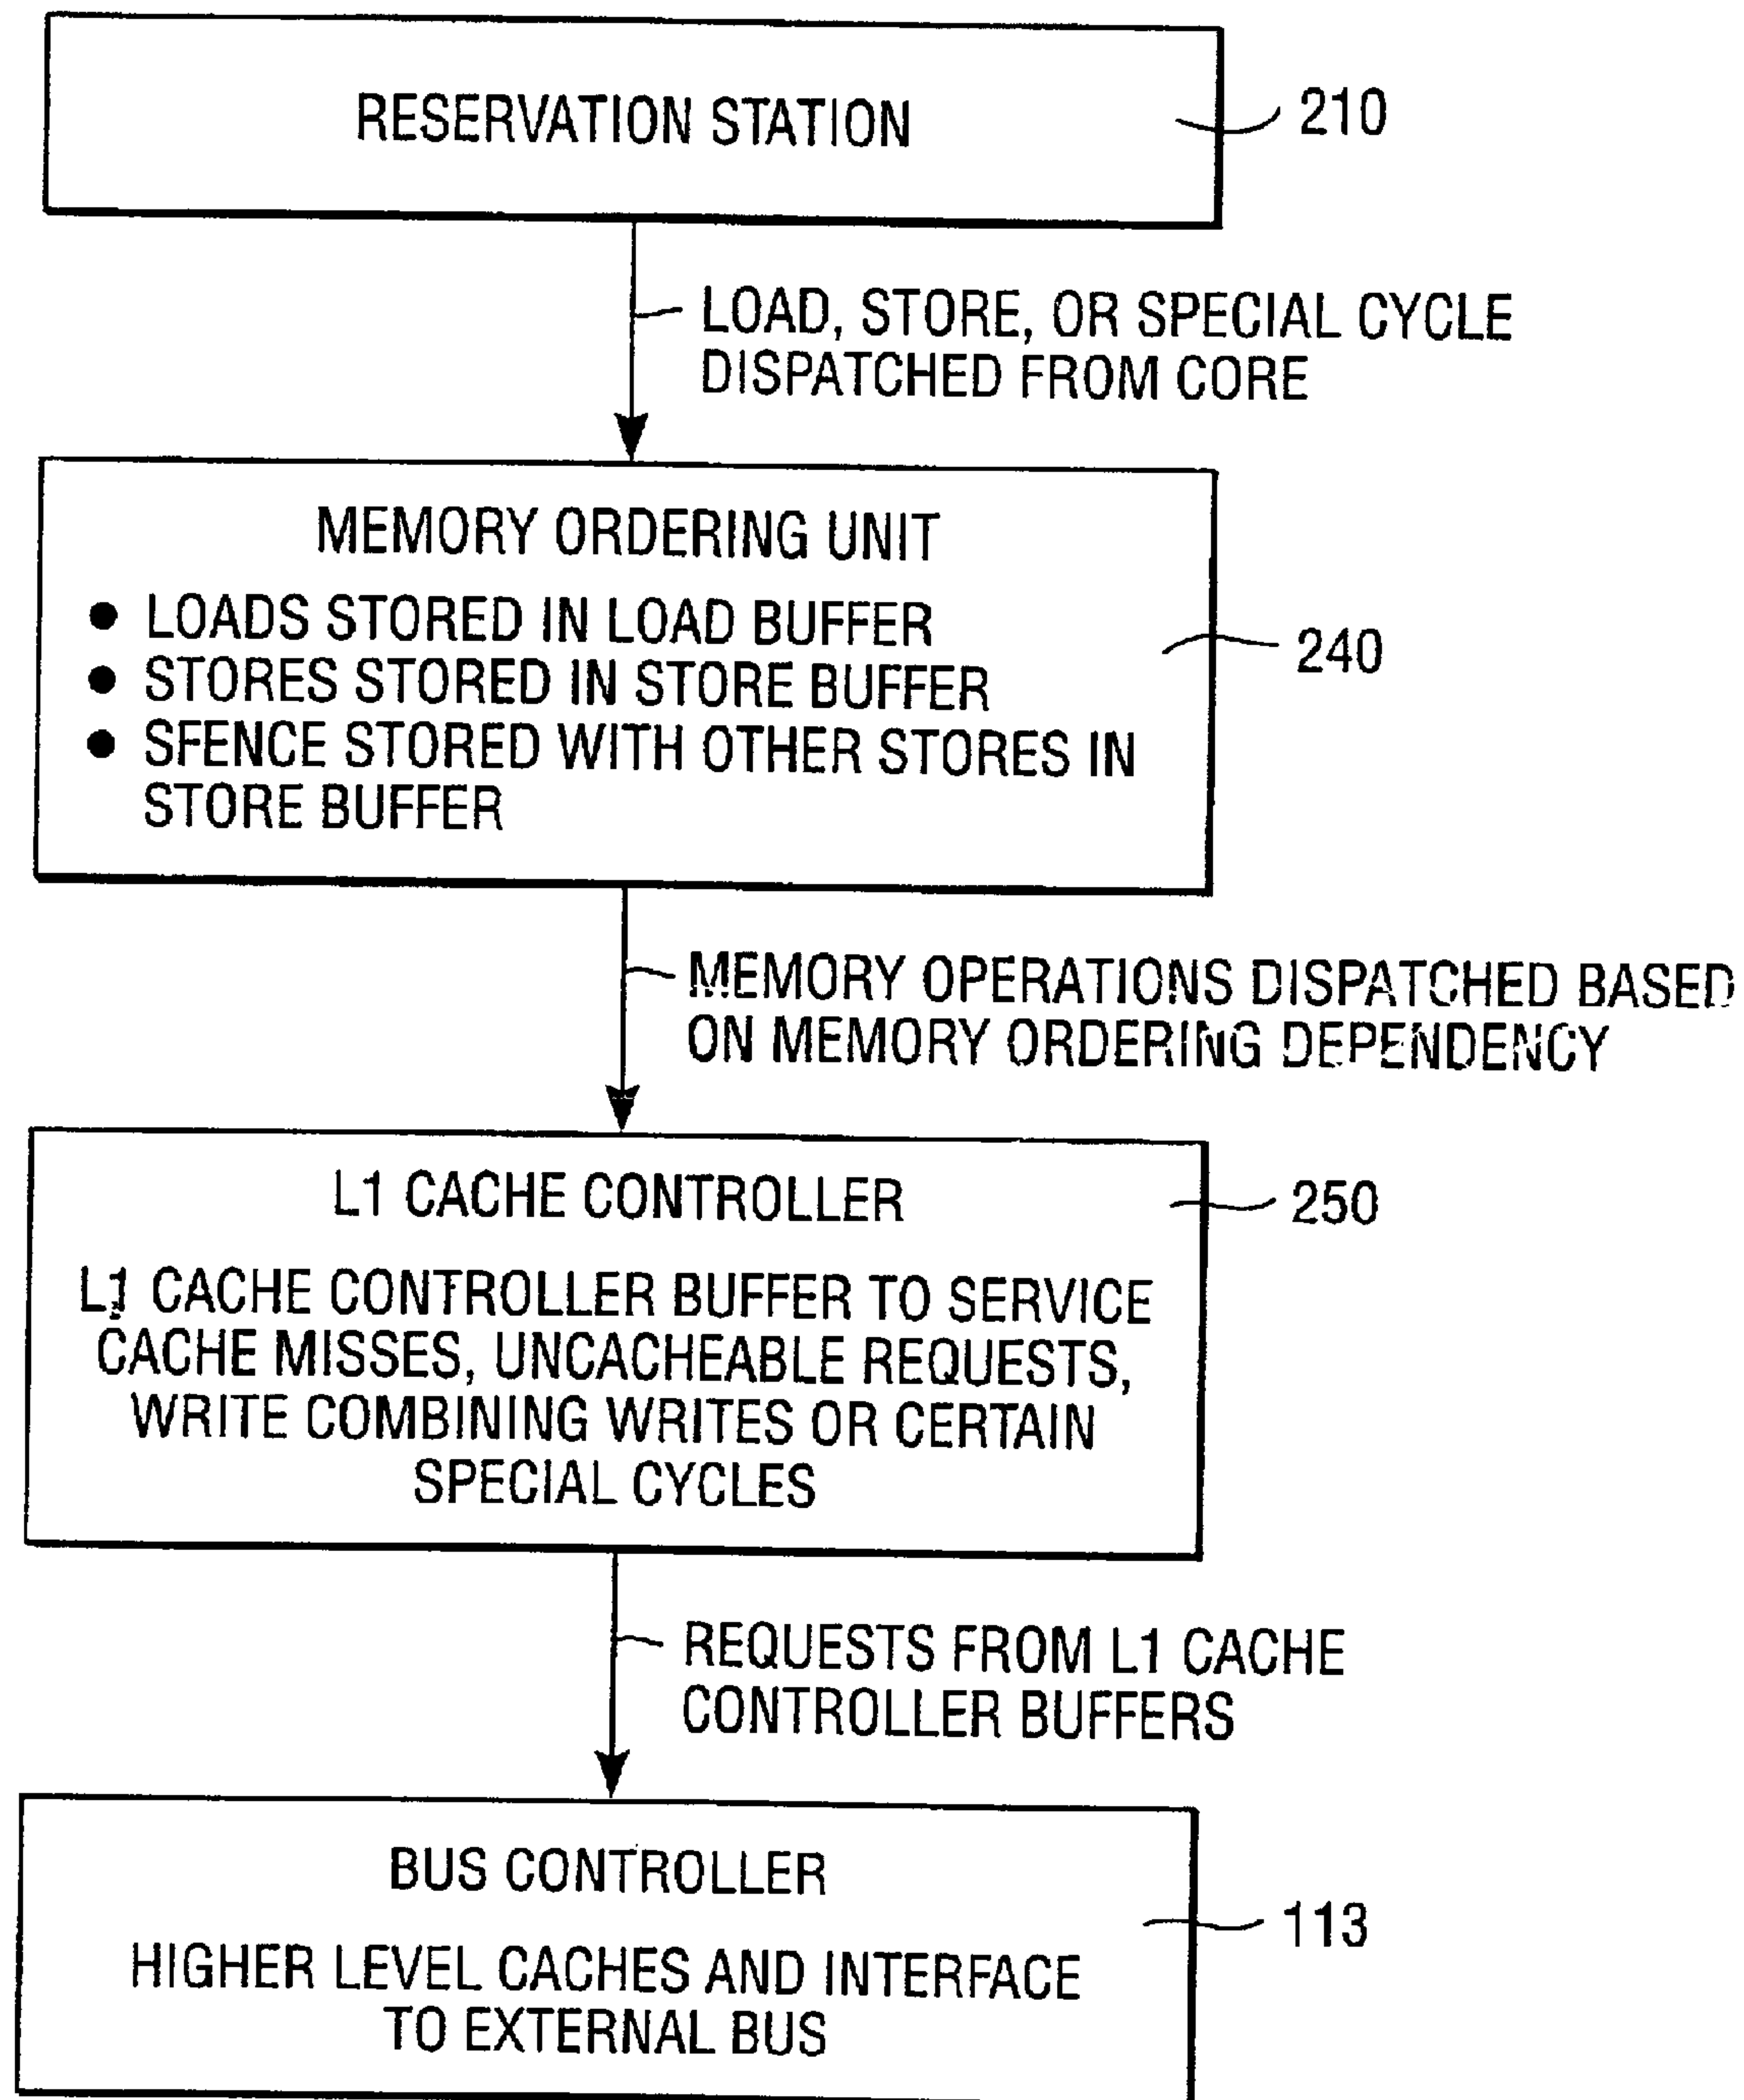 RESERVATION STATION
210
LOAD, STORE, OR SPECIAL CYCLE
DISPATCHED FROM CORE
MEMORY ORDERING UNIT
● LOADS STORED IN LOAD BUFFER
● STORES STORED IN STORE BUFFER
● SFENCE STORED WITH OTHER STORES IN
STORE BUFFER
240
MEMORY OPERATIONS DISPATCHED BASED
ON MEMORY ORDERING DEPENDENCY
L1 CACHE CONTROLLER
250
L1 CACHE CONTROLLER BUFFER TO SERVICE
CACHE MISSES, UNCACHEABLE REQUESTS,
WRITE COMBINING WRITES OR CERTAIN
SPECIAL CYCLES
REQUESTS FROM L1 CACHE
CONTROLLER BUFFERS
BUS CONTROLLER
113
HIGHER LEVEL CACHES AND INTERFACE
TO EXTERNAL BUS